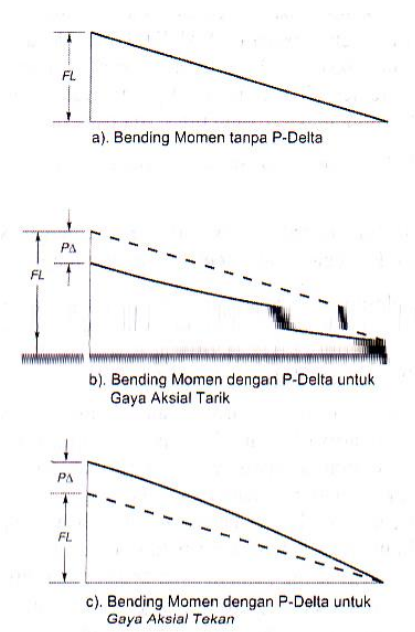 FL
a). Bending Momen tanpa P-Delta
PΔ
FL
b). Bending Momen dengan P-Delta untuk
Gaya Aksial Tarik
PΔ
FL
c). Bending Momen dengan P-Delta untuk
Gaya Aksial Tekan